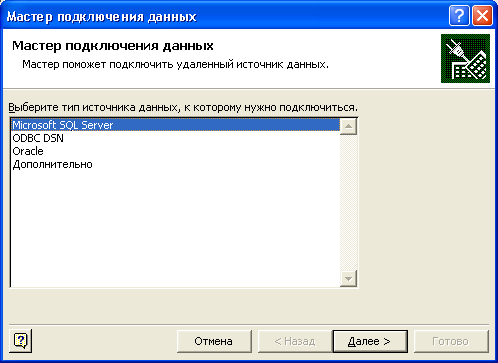 Мастер подключения данных
Мастер подключения данных
Мастер поможет подключить удаленный источник данных.
Выберите тип источника данных, к которому нужно подключиться.
Microsoft SQL Server
ODBC DSN
Oracle
Дополнительно
Отмена
< Назад
Далее >
Готово